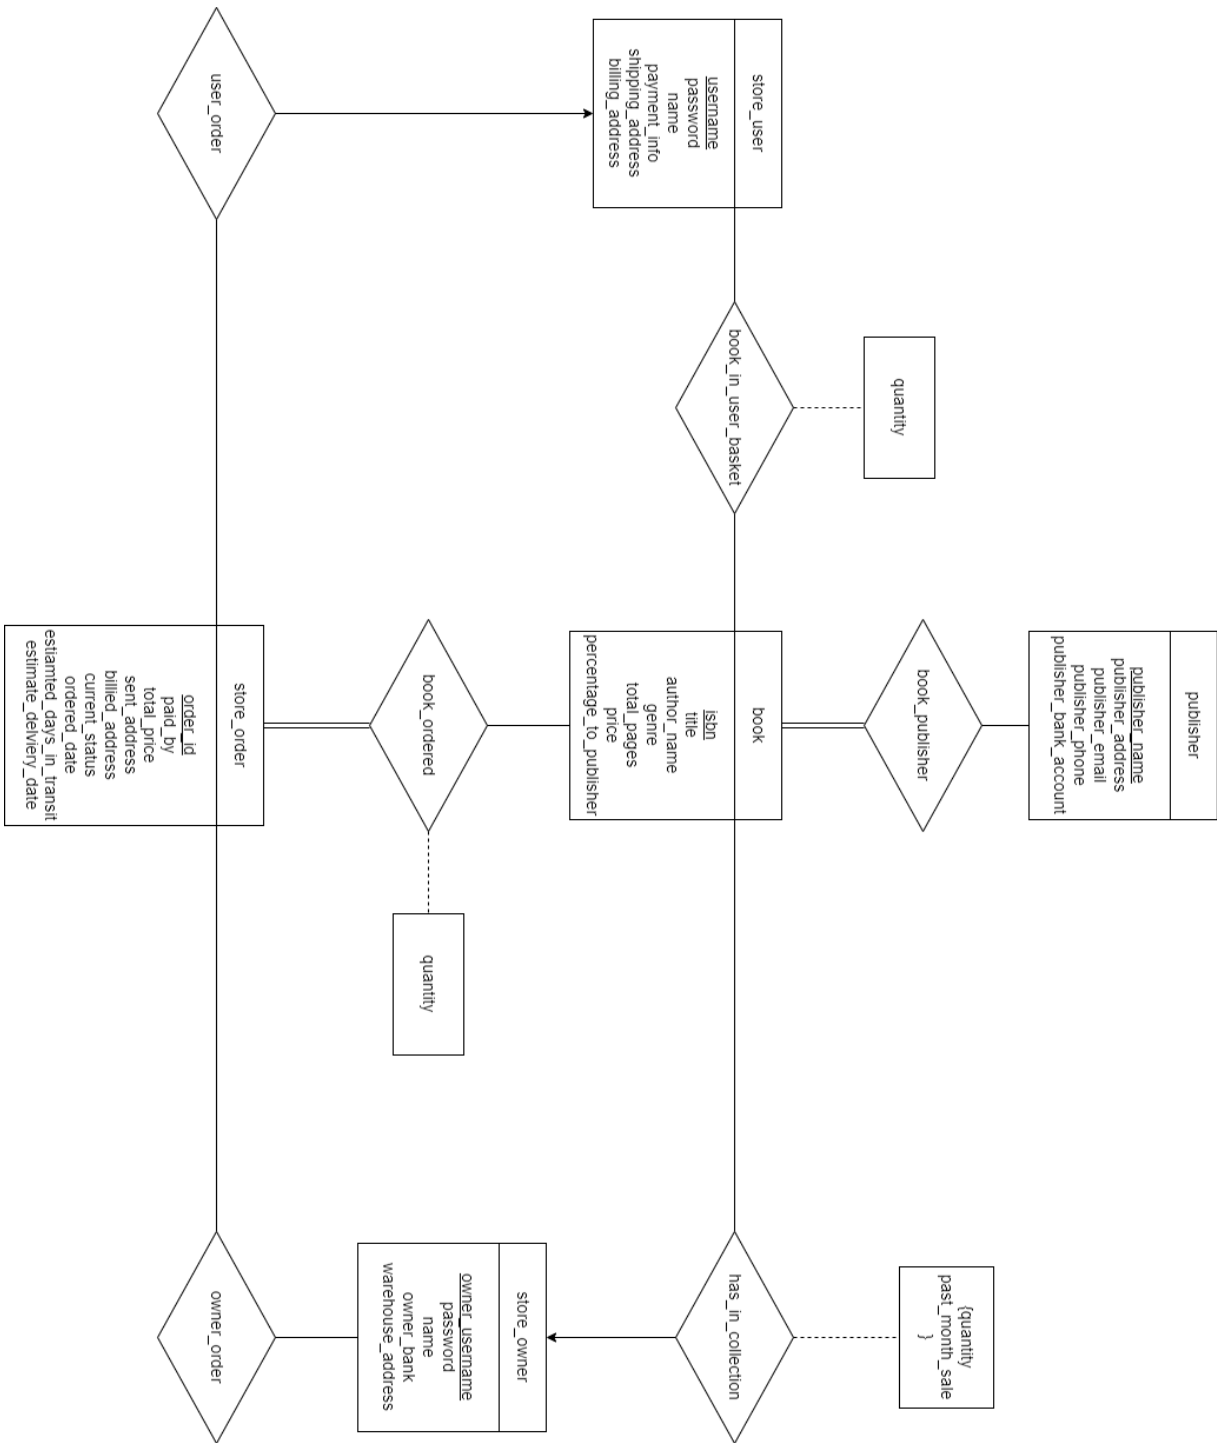 user_order
store_user
username
password
name
payment_info
shipping_address
billing_address
book_in_user_basket
quantity
publisher
publisher_name
publisher_address
publisher_email
publisher_phone
publisher_bank_account
book_publisher
book
isbn
title
author_name
genre
total_pages
price
percentage_to_publisher
book_ordered
quantity
store_order
order_id
paid_by
total_price
sent_address
billied_address
current_status
ordered_date
estiamted_days_in_transit
estimate_delviery_date
{quantity
past_month_sale
}
has_in_collection
store_owner
owner_username
password
name
owner_bank
warehouse_address
owner_order